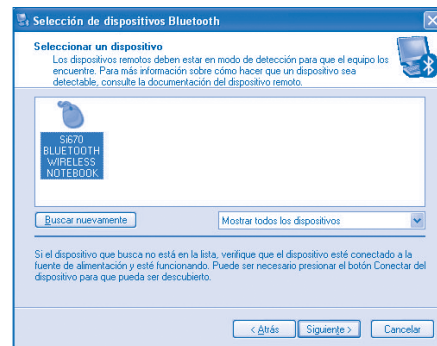 Selección de dispositivos Bluetooth
Seleccionar un dispositivo
Los dispositivos remotos deben estar en modo de detección para que el equipo los
encuentre. Para más información sobre cómo hacer que un dispositivo sea
detectable, consulte la documentación del dispositivo remoto.
Si670
BLUETOOTH
WIRELESS
NOTEBOOK
Buscar nuevamente
Mostrar todos los dispositivos
Si el dispositivo que busca no está en la lista, verifique que el dispositivo esté conectado a la
fuente de alimentación y esté funcionando. Puede ser necesario presionar el botón Conectar del
dispositivo para que pueda ser descubierto.
< Atrás
Siguiente >
Cancelar